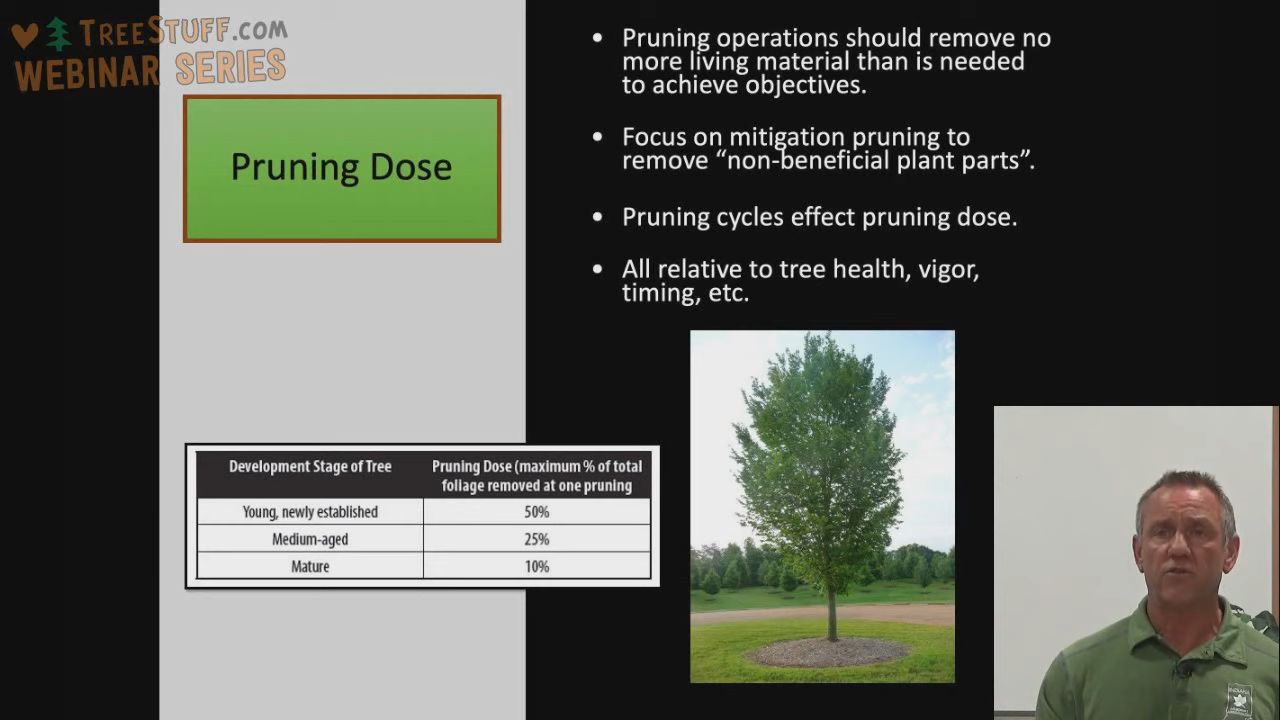 TREESTUFF.COM
WEBINAR SERIES
Pruning Dose
• Pruning operations should remove no
more living material than is needed
to achieve objectives.
• Focus on mitigation pruning to
remove “non-beneficial plant parts”.
• Pruning cycles effect pruning dose.
• All relative to tree health, vigor,
timing, etc.
Development Stage of Tree
Pruning Dose (maximum % of total
foliage removed at one pruning
Young, newly established 50%
Medium-aged 25%
Mature 10%
INDIANA